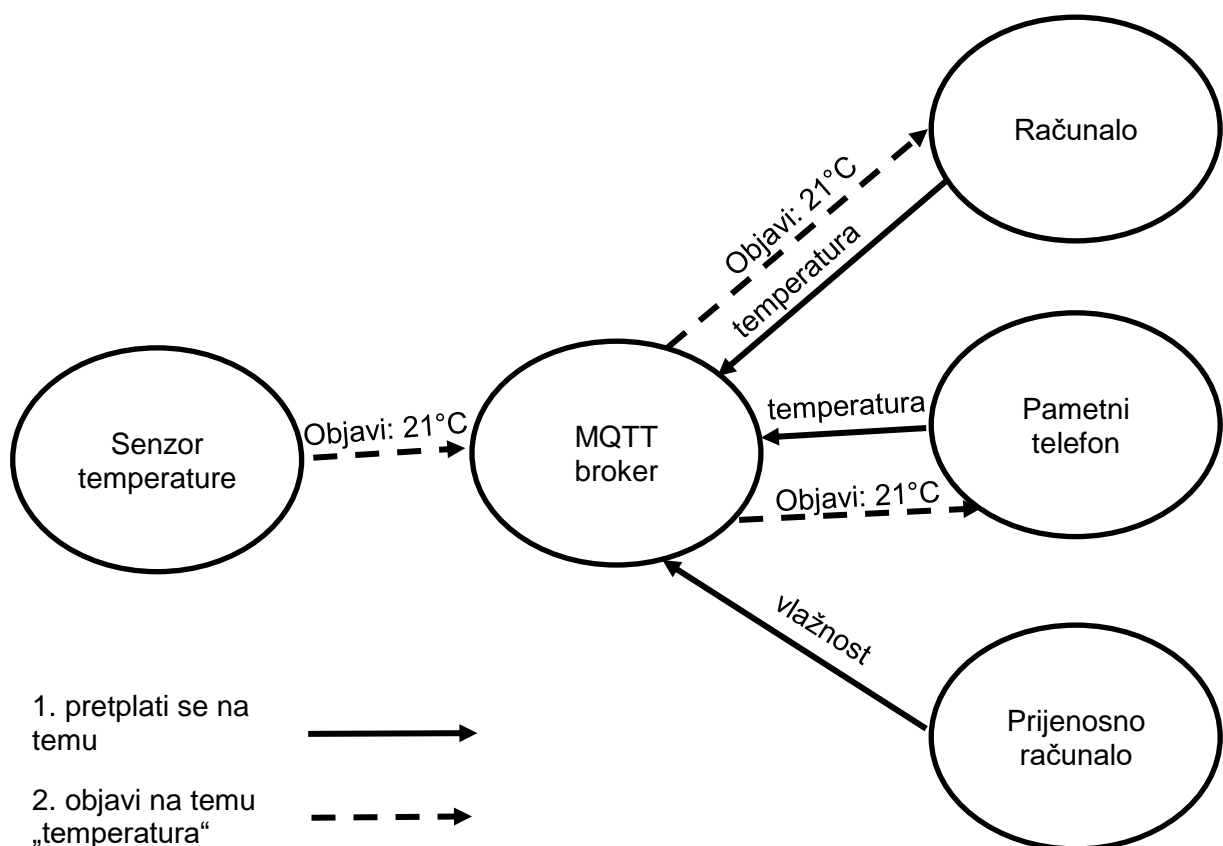 Računalo
Objavi: 21°C
temperatura
Senzor
temperature
Objavi: 21°C
MQTT
broker
temperatura
Objavi: 21°C
Pametni
telefon
vlažnost
Prijenosno
računalo
1. pretplati se na
temu
2. objavi na temu
„temperatura“